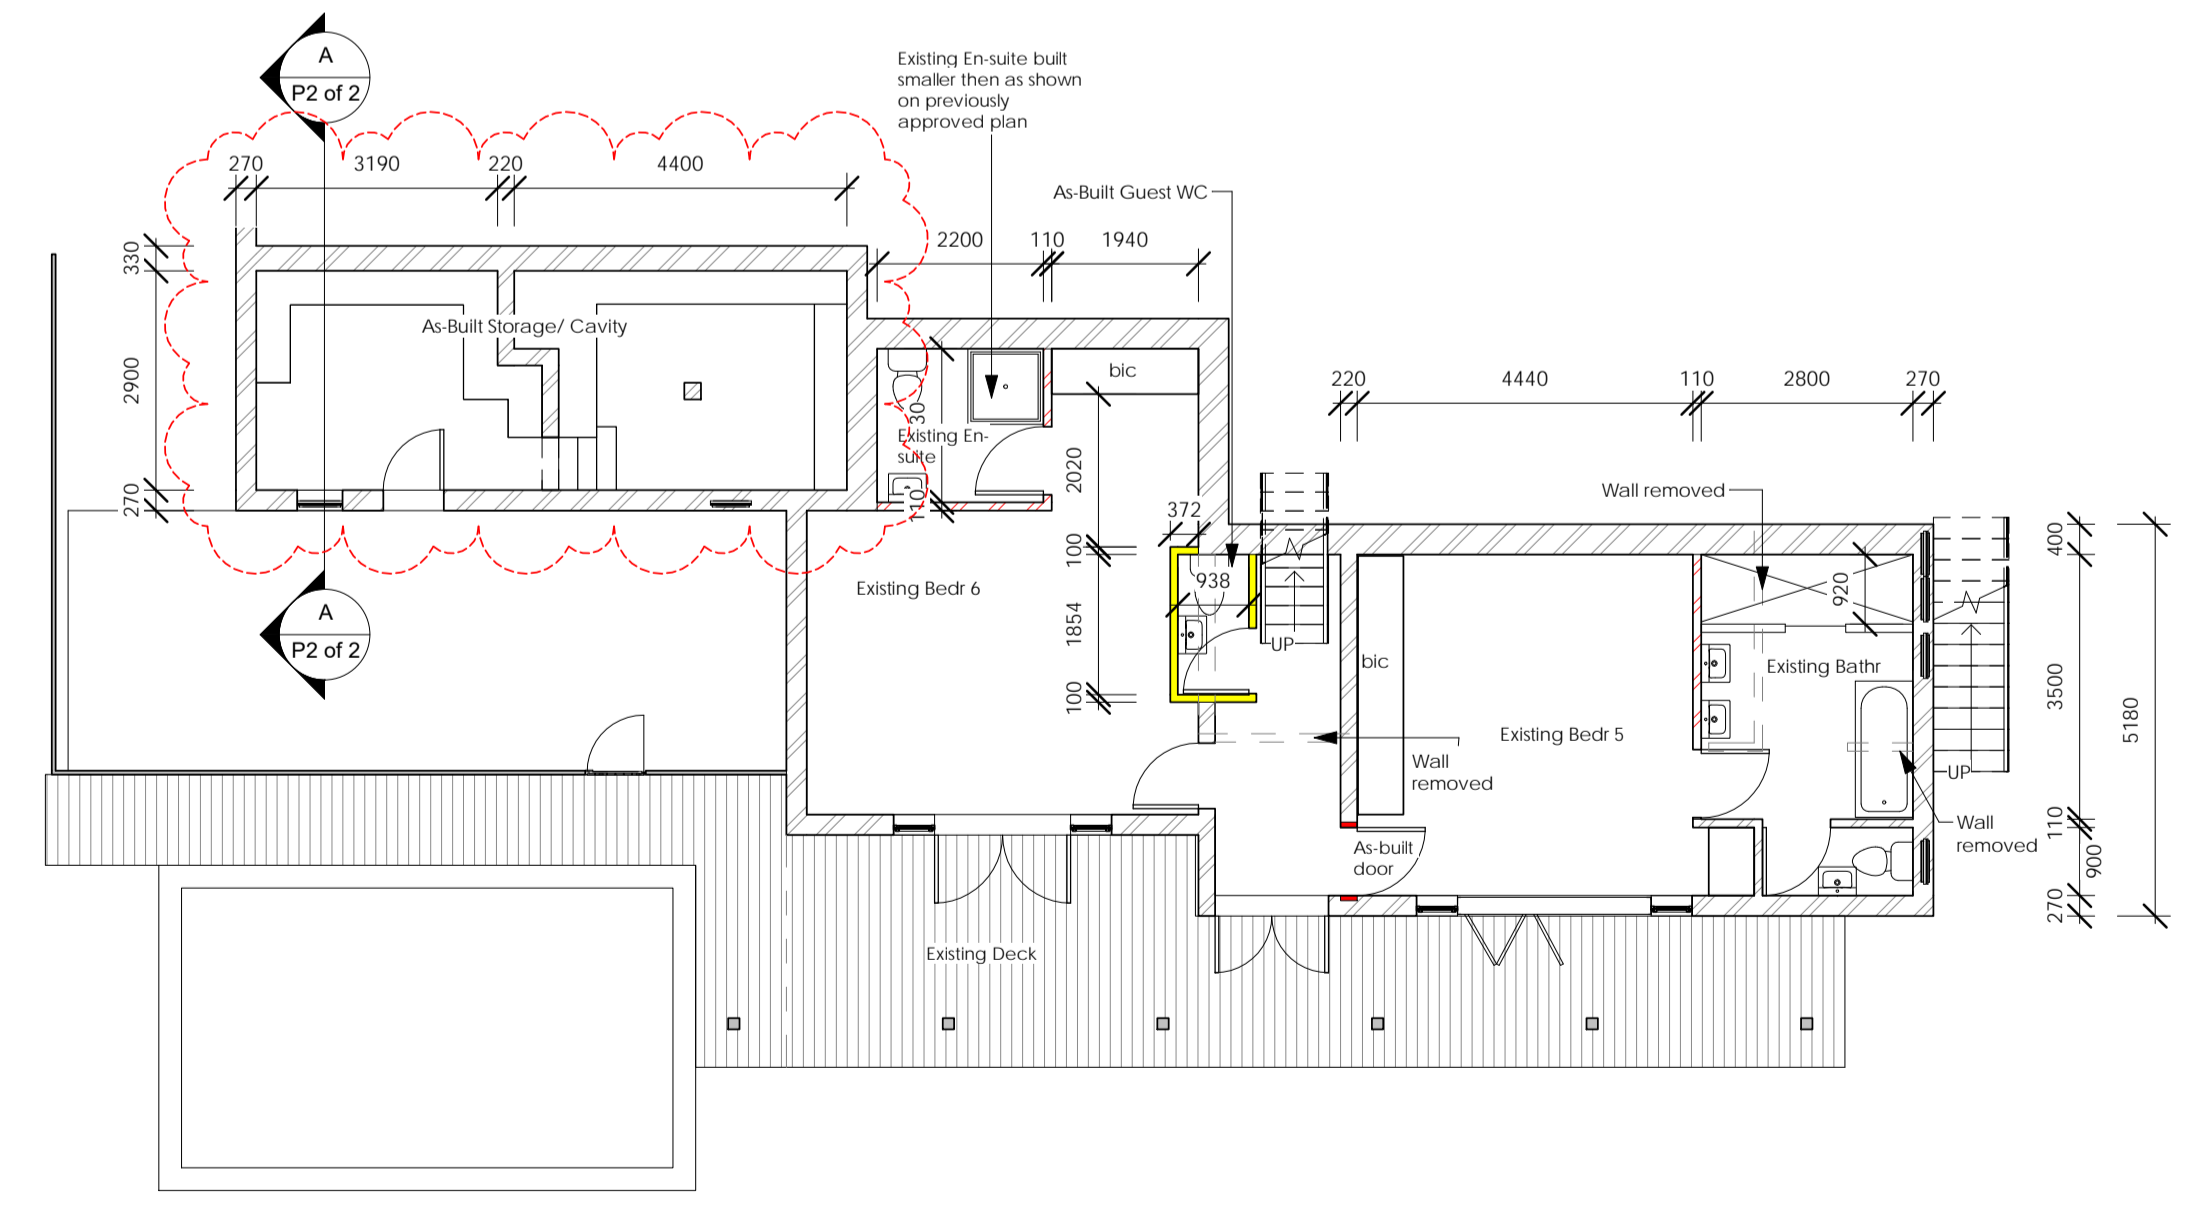 A
P2 of 2
Existing En-suite built
smaller then as shown
on previously
approved plan
270
3190
220
4400
As-Built Guest WC
2200
110
1940
330
2900
270
As-Built Storage/ Cavity
bic
30
Existing En-
suite
110
2020
372
100
938
1854
100
220
4440
110
2800
270
Wall removed
400
920
3500
5180
110
900
270
Existing Bedr 6
UP
bic
Existing Bathr
Existing Bedr 5
UP
A
P2 of 2
Wall
removed
Wall
removed
As-built
door
Existing Deck